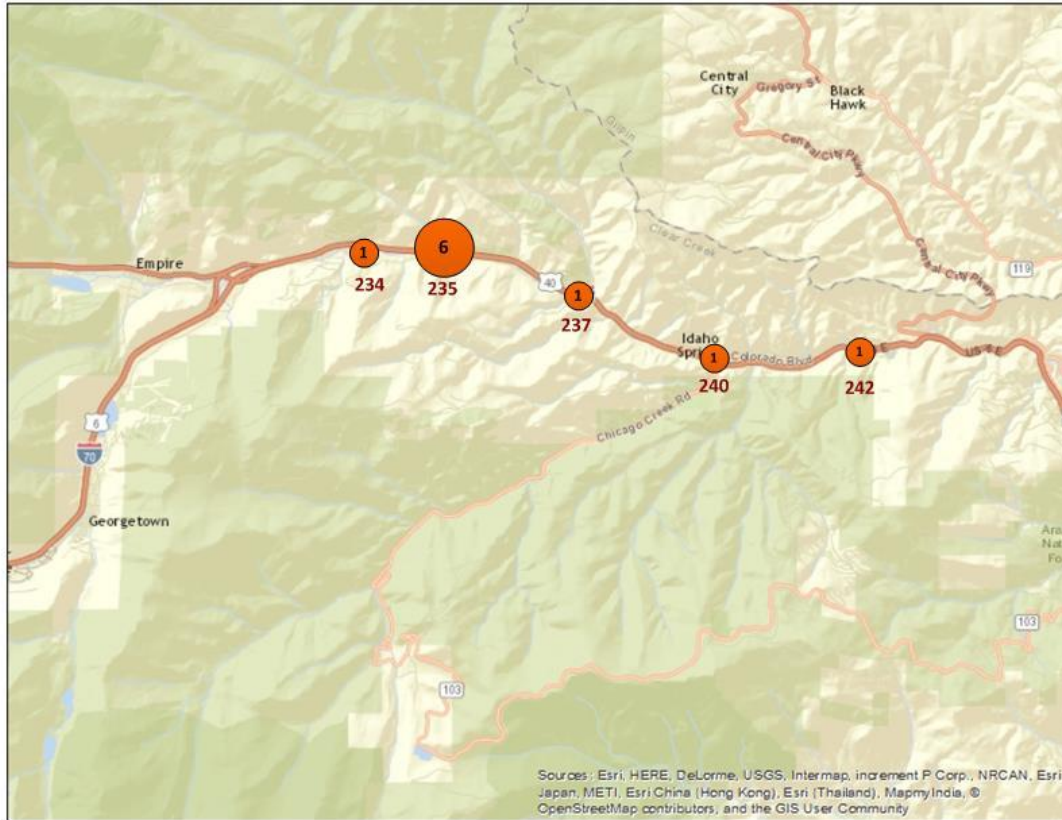 Central
City
Gregory St
Black
Hawk
Central City Pkwy
Gilpin
Clear Creek
Central City Pkwy
119
Empire
1
234
6
235
40
1
237
Idaho
1
240
Colorado Blvd
1
E
242
US 6 E
Chicago Creek Rd
6
70
Georgetown
103
103
Sources: Esri, HERE, DeLorme, USGS, Intermap, increment P Corp., NRCAN, Esri
Japan, METI, Esri China (Hong Kong), Esri (Thailand), MapmyIndia, ©
OpenStreetMap contributors, and the GIS User Community